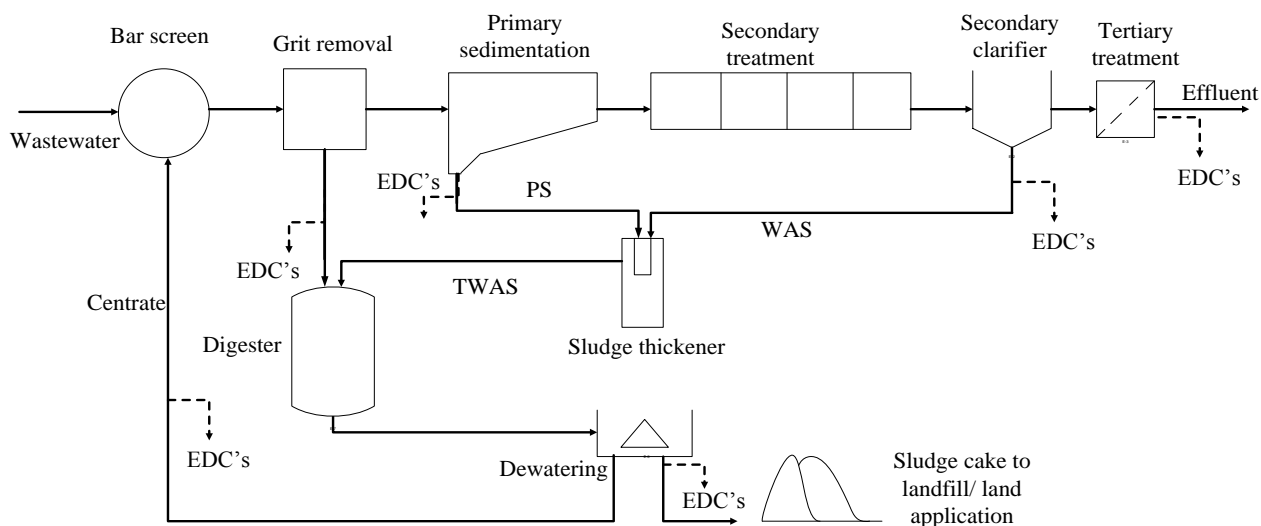 Bar screen
Grit removal
Primary
sedimentation
Secondary
treatment
Secondary
clarifier
Tertiary
treatment
Effluent
Wastewater
EDC's
PS
EDC's
WAS
EDC's
EDC's
TWAS
Centrate
Digester
Sludge thickener
EDC's
Dewatering
EDC's
Sludge cake to
landfill/ land
application